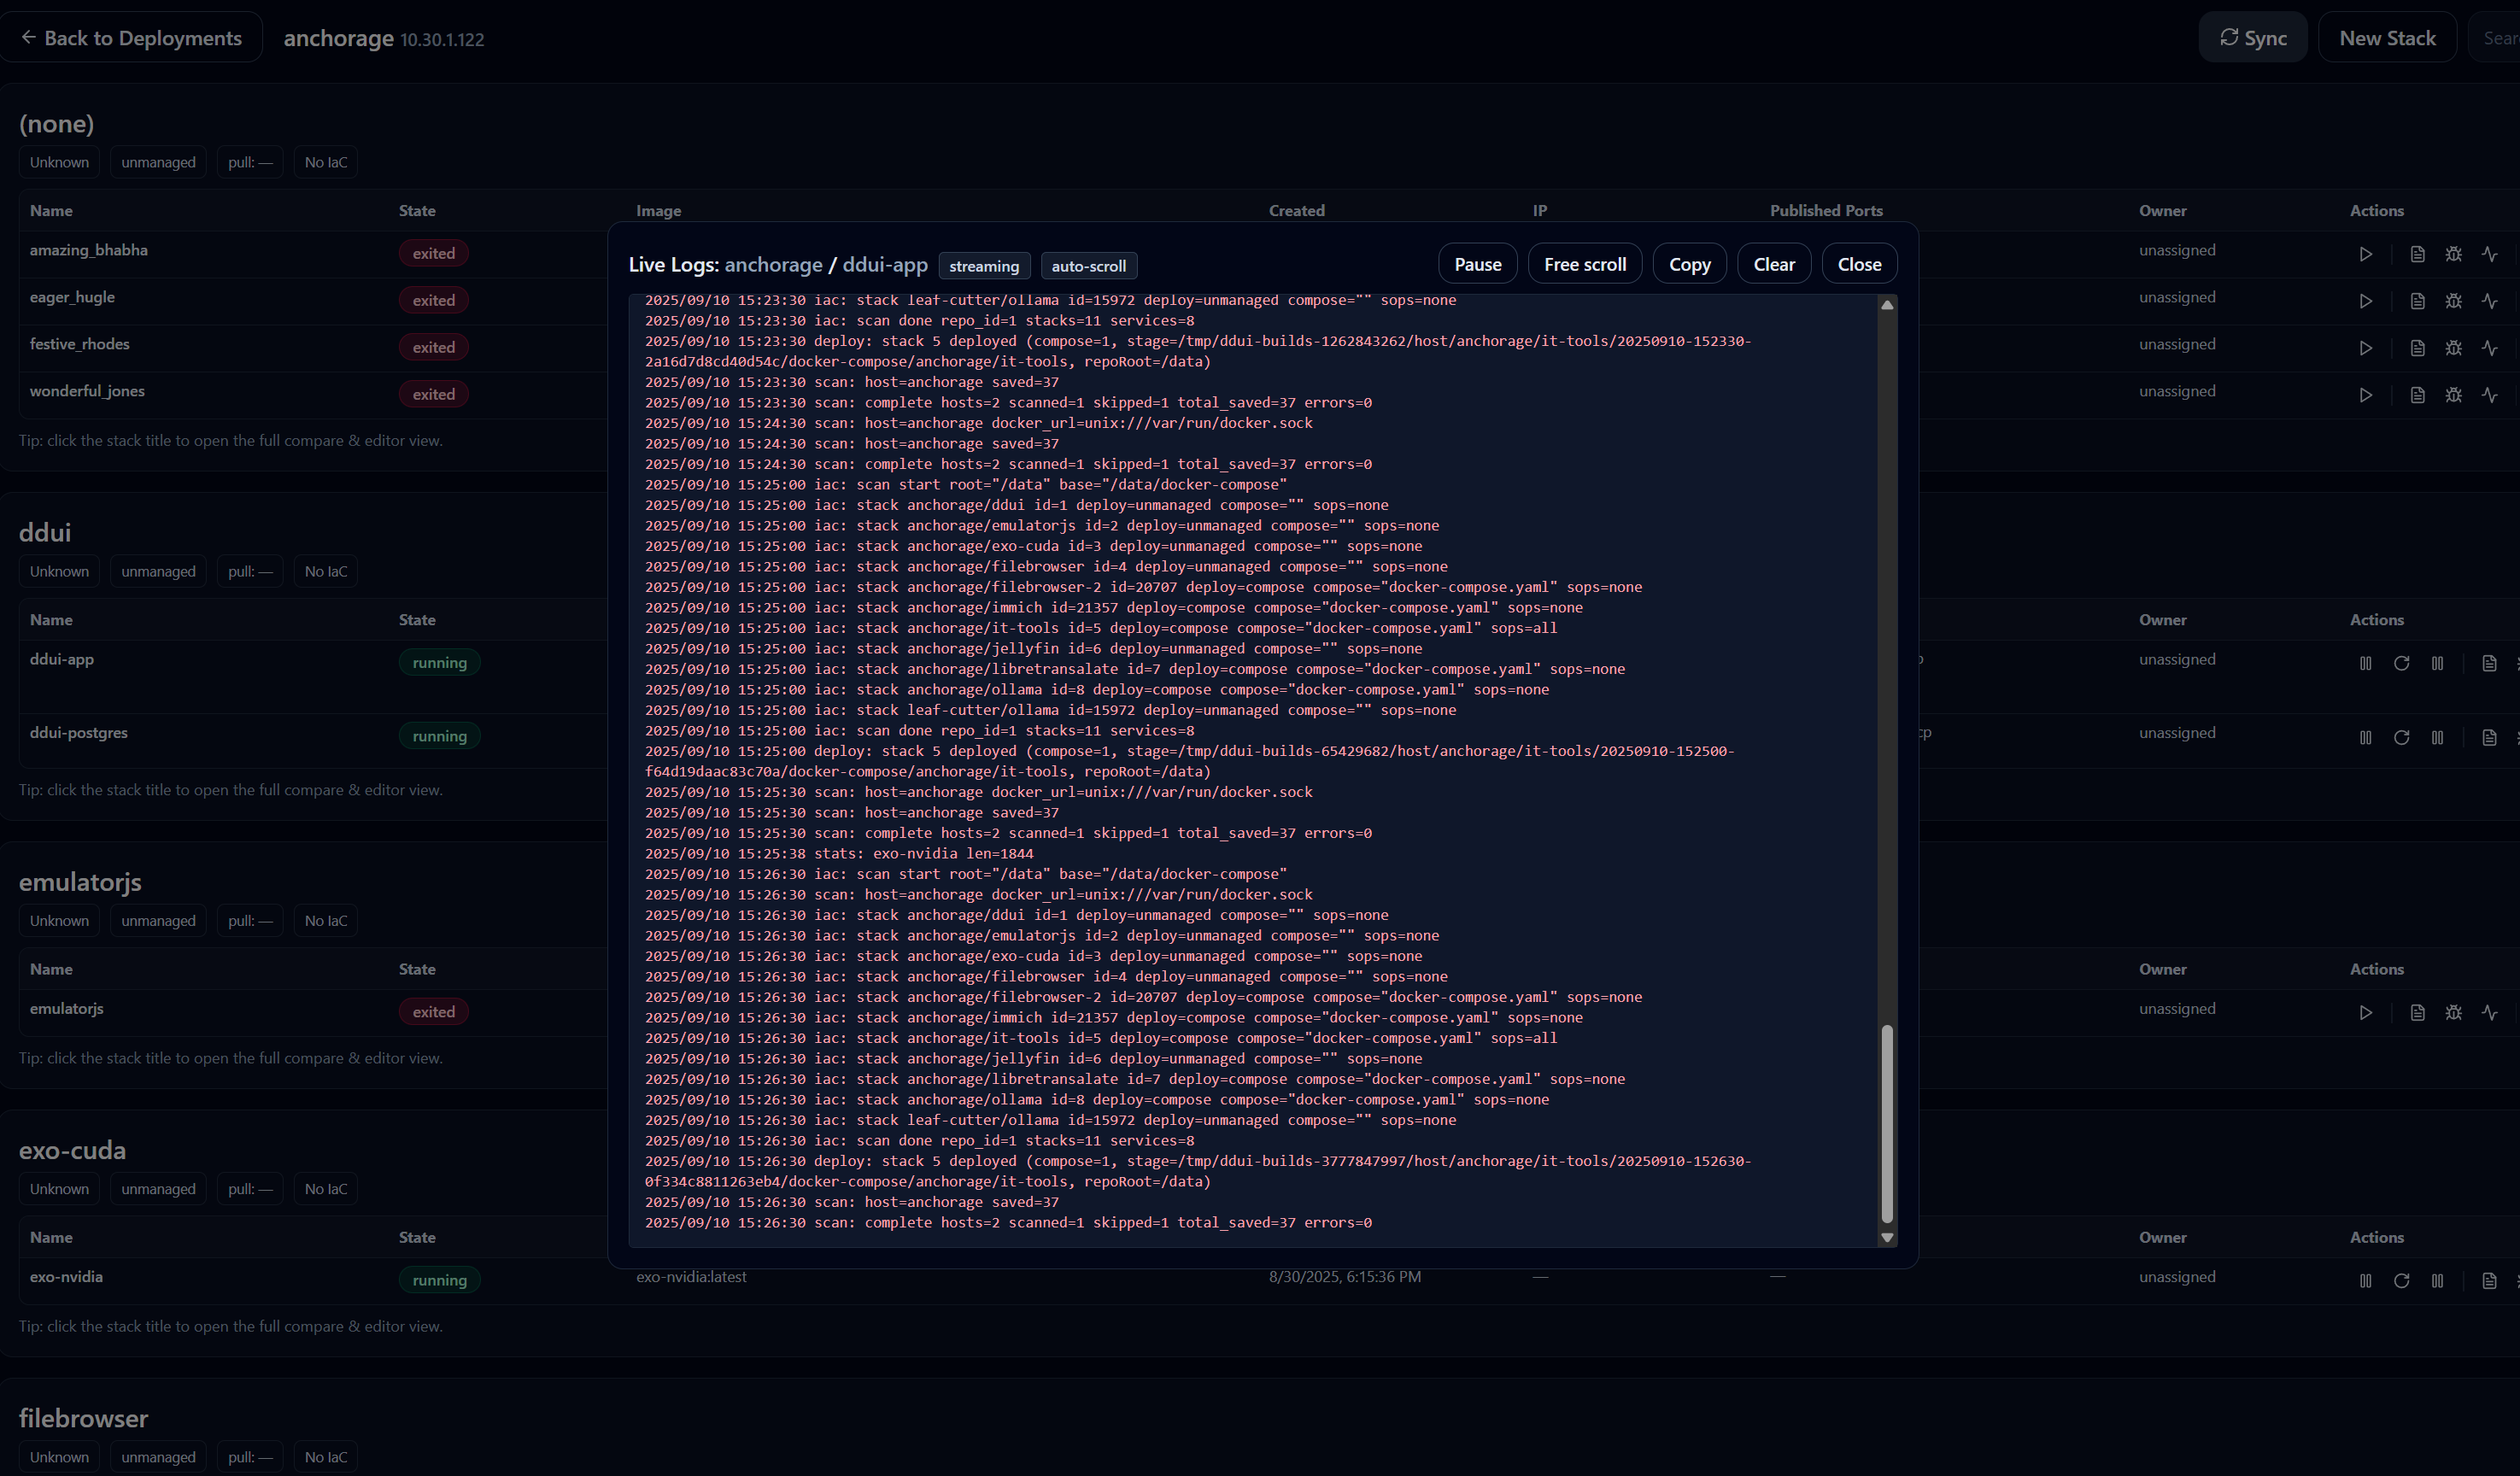 ← Back to Deployments anchorage 10.30.1.122 Sync New Stack Sear
(none)
Unknown unmanaged pull: — No IaC
Name State Image Created IP Published Ports Owner Actions
amazing_bhabha exited unassigned
eager_hugle exited unassigned
festive_rhodes exited unassigned
wonderful_jones exited unassigned
Tip: click the stack title to open the full compare & editor view.
ddui
Unknown unmanaged pull: — No IaC
Name State Owner Actions
ddui-app running unassigned
ddui-postgres running cp unassigned
Tip: click the stack title to open the full compare & editor view.
emulatorjs
Unknown unmanaged pull: — No IaC
Name State Owner Actions
emulatorjs exited unassigned
Tip: click the stack title to open the full compare & editor view.
exo-cuda
Unknown unmanaged pull: — No IaC
Name State Owner Actions
exo-nvidia running exo-nvidia:latest 8/30/2025, 6:15:36 PM — — unassigned
Tip: click the stack title to open the full compare & editor view.
filebrowser
Unknown unmanaged pull: — No IaC
Live Logs: anchorage / ddui-app streaming auto-scroll Pause Free scroll Copy Clear Close
2025/09/10 15:23:30 iac: stack leaf-cutter/ollama id=15972 deploy=unmanaged compose="" sops=none
2025/09/10 15:23:30 iac: scan done repo_id=1 stacks=11 services=8
2025/09/10 15:23:30 deploy: stack 5 deployed (compose=1, stage=/tmp/ddui-builds-1262843262/host/anchorage/it-tools/20250910-152330-
2a16d7d8cd40d54c/docker-compose/anchorage/it-tools, repoRoot=/data)
2025/09/10 15:23:30 scan: host=anchorage saved=37
2025/09/10 15:23:30 scan: complete hosts=2 scanned=1 skipped=1 total_saved=37 errors=0
2025/09/10 15:24:30 scan: host=anchorage docker_url=unix:///var/run/docker.sock
2025/09/10 15:24:30 scan: host=anchorage saved=37
2025/09/10 15:24:30 scan: complete hosts=2 scanned=1 skipped=1 total_saved=37 errors=0
2025/09/10 15:25:00 iac: scan start root="/data" base="/data/docker-compose"
2025/09/10 15:25:00 iac: stack anchorage/ddui id=1 deploy=unmanaged compose="" sops=none
2025/09/10 15:25:00 iac: stack anchorage/emulatorjs id=2 deploy=unmanaged compose="" sops=none
2025/09/10 15:25:00 iac: stack anchorage/exo-cuda id=3 deploy=unmanaged compose="" sops=none
2025/09/10 15:25:00 iac: stack anchorage/filebrowser id=4 deploy=unmanaged compose="" sops=none
2025/09/10 15:25:00 iac: stack anchorage/filebrowser-2 id=20707 deploy=compose compose="docker-compose.yaml" sops=none
2025/09/10 15:25:00 iac: stack anchorage/immich id=21357 deploy=compose compose="docker-compose.yaml" sops=none
2025/09/10 15:25:00 iac: stack anchorage/it-tools id=5 deploy=compose compose="docker-compose.yaml" sops=all
2025/09/10 15:25:00 iac: stack anchorage/jellyfin id=6 deploy=unmanaged compose="" sops=none
2025/09/10 15:25:00 iac: stack anchorage/libretransalate id=7 deploy=compose compose="docker-compose.yaml" sops=none
2025/09/10 15:25:00 iac: stack anchorage/ollama id=8 deploy=compose compose="docker-compose.yaml" sops=none
2025/09/10 15:25:00 iac: stack leaf-cutter/ollama id=15972 deploy=unmanaged compose="" sops=none
2025/09/10 15:25:00 iac: scan done repo_id=1 stacks=11 services=8
2025/09/10 15:25:00 deploy: stack 5 deployed (compose=1, stage=/tmp/ddui-builds-65429682/host/anchorage/it-tools/20250910-152500-
f64d19daac83c70a/docker-compose/anchorage/it-tools, repoRoot=/data)
2025/09/10 15:25:30 scan: host=anchorage docker_url=unix:///var/run/docker.sock
2025/09/10 15:25:30 scan: host=anchorage saved=37
2025/09/10 15:25:30 scan: complete hosts=2 scanned=1 skipped=1 total_saved=37 errors=0
2025/09/10 15:25:38 stats: exo-nvidia len=1844
2025/09/10 15:26:30 iac: scan start root="/data" base="/data/docker-compose"
2025/09/10 15:26:30 scan: host=anchorage docker_url=unix:///var/run/docker.sock
2025/09/10 15:26:30 iac: stack anchorage/ddui id=1 deploy=unmanaged compose="" sops=none
2025/09/10 15:26:30 iac: stack anchorage/emulatorjs id=2 deploy=unmanaged compose="" sops=none
2025/09/10 15:26:30 iac: stack anchorage/exo-cuda id=3 deploy=unmanaged compose="" sops=none
2025/09/10 15:26:30 iac: stack anchorage/filebrowser id=4 deploy=unmanaged compose="" sops=none
2025/09/10 15:26:30 iac: stack anchorage/filebrowser-2 id=20707 deploy=compose compose="docker-compose.yaml" sops=none
2025/09/10 15:26:30 iac: stack anchorage/immich id=21357 deploy=compose compose="docker-compose.yaml" sops=none
2025/09/10 15:26:30 iac: stack anchorage/it-tools id=5 deploy=compose compose="docker-compose.yaml" sops=all
2025/09/10 15:26:30 iac: stack anchorage/jellyfin id=6 deploy=unmanaged compose="" sops=none
2025/09/10 15:26:30 iac: stack anchorage/libretransalate id=7 deploy=compose compose="docker-compose.yaml" sops=none
2025/09/10 15:26:30 iac: stack anchorage/ollama id=8 deploy=compose compose="docker-compose.yaml" sops=none
2025/09/10 15:26:30 iac: stack leaf-cutter/ollama id=15972 deploy=unmanaged compose="" sops=none
2025/09/10 15:26:30 iac: scan done repo_id=1 stacks=11 services=8
2025/09/10 15:26:30 deploy: stack 5 deployed (compose=1, stage=/tmp/ddui-builds-3777847997/host/anchorage/it-tools/20250910-152630-
0f334c8811263eb4/docker-compose/anchorage/it-tools, repoRoot=/data)
2025/09/10 15:26:30 scan: host=anchorage saved=37
2025/09/10 15:26:30 scan: complete hosts=2 scanned=1 skipped=1 total_saved=37 errors=0